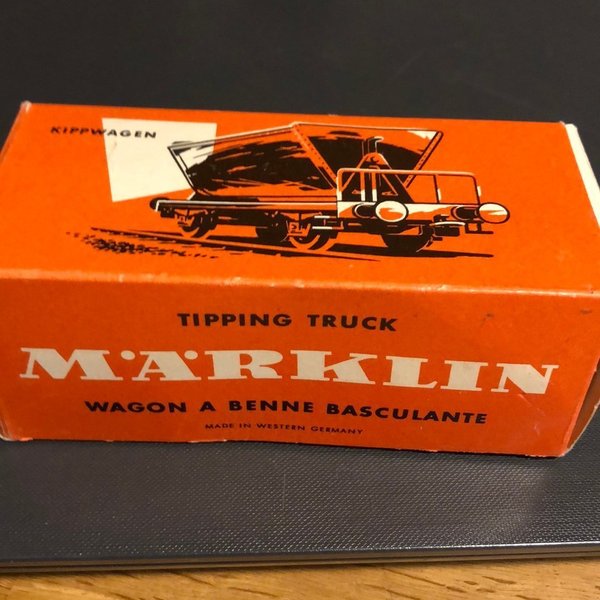 KIPPWAGEN
TIPPING TRUCK
MÄRKLIN
WAGON A BENNE BASCULANTE
MADE IN WESTERN GERMANY